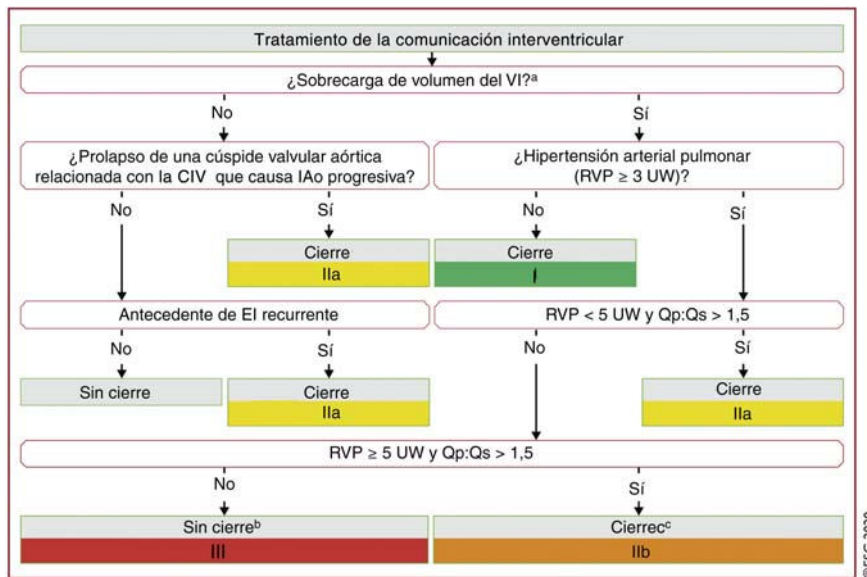 Tratamiento de la comunicación interventricular
¿Sobrecarga de volumen del VI?ᵃ
No
Sí
¿Prolapso de una cúspide valvular aórtica
relacionada con la CIV que causa IAo progresiva?
¿Hipertensión arterial pulmonar
(RVP ≥ 3 UW)?
No
Sí
No
Sí
Cierre
IIa
Cierre
I
Antecedente de EI recurrente
RVP < 5 UW y Qp:Qs > 1,5
No
Sí
No
Sí
Sin cierre
Cierre
IIa
Cierre
IIa
RVP ≥ 5 UW y Qp:Qs > 1,5
No
Sí
Sin cierreᵇ
III
Cierrecᶜ
IIb
©ESC 2020